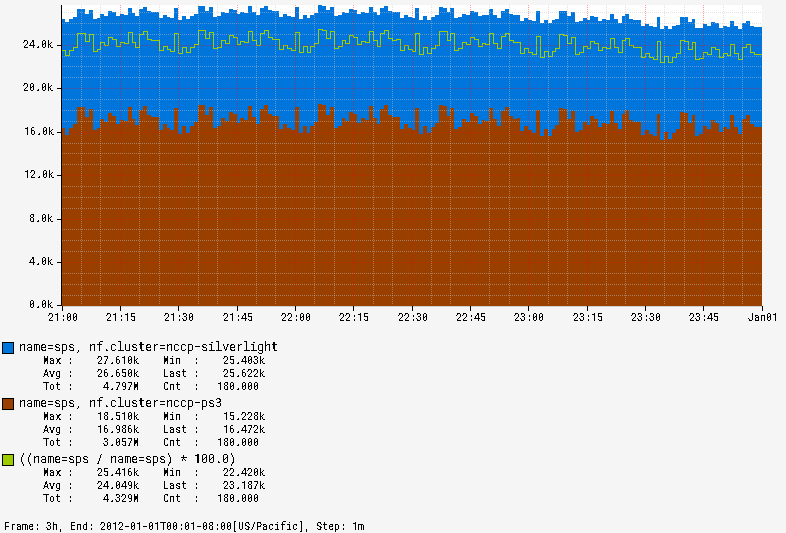 24.0k
20.0k
16.0k
12.0k
8.0k
4.0k
0.0k
21:00 21:15 21:30 21:45 22:00 22:15 22:30 22:45 23:00 23:15 23:30 23:45 Jan01
name=sps, nf.cluster=nccp-silverlight
Max : 27.610k Min : 25.403k
Avg : 26.650k Last : 25.622k
Tot : 4.797M Cnt : 180.000
name=sps, nf.cluster=nccp-ps3
Max : 18.510k Min : 15.228k
Avg : 16.986k Last : 16.472k
Tot : 3.057M Cnt : 180.000
((name=sps / name=sps) * 100.0)
Max : 25.416k Min : 22.420k
Avg : 24.049k Last : 23.187k
Tot : 4.329M Cnt : 180.000
Frame: 3h, End: 2012-01-01T00:01-08:00[US/Pacific], Step: 1m